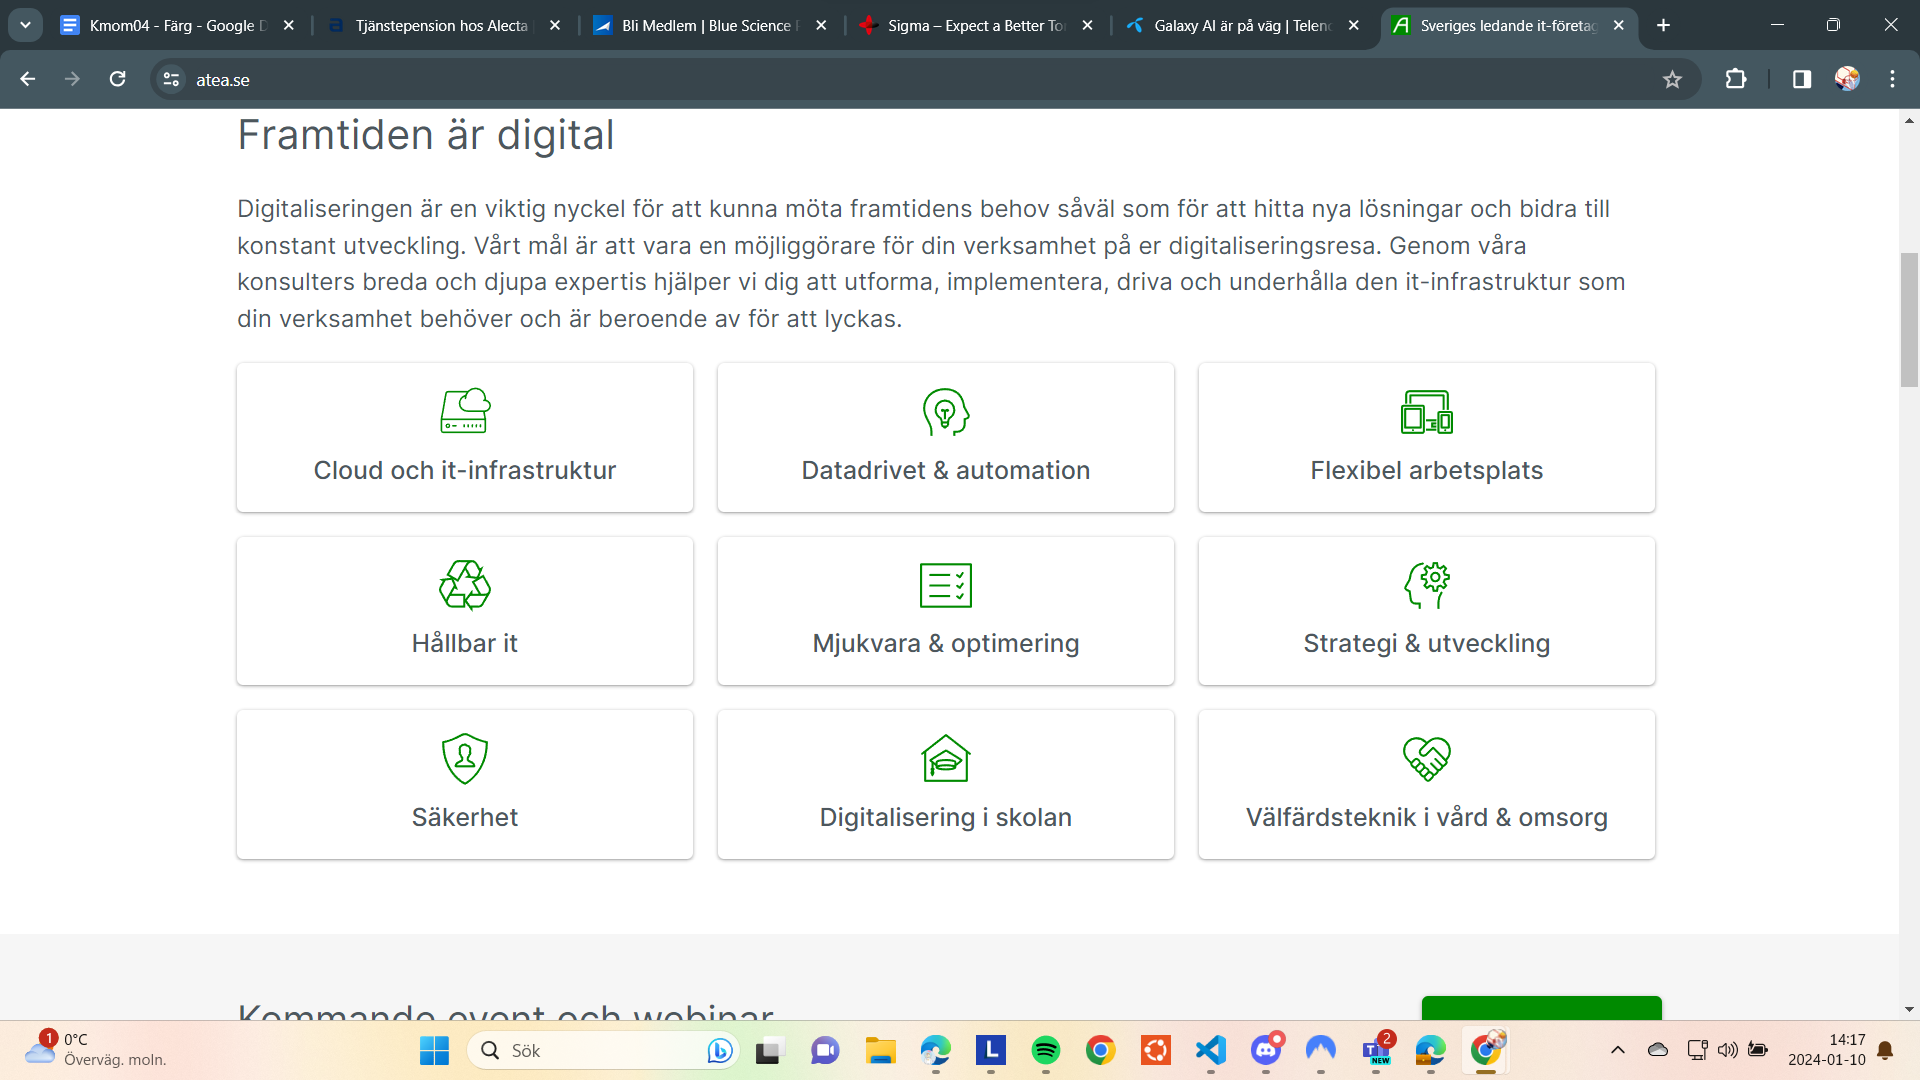 Kmom04 - Färg - Google D
Tjänstepension hos Alecta
Bli Medlem | Blue Science
Sigma – Expect a Better To
Galaxy AI är på väg | Telen
Sveriges ledande it-företag
atea.se
Framtiden är digital
Digitaliseringen är en viktig nyckel för att kunna möta framtidens behov såväl som för att hitta nya lösningar och bidra till
konstant utveckling. Vårt mål är att vara en möjliggörare för din verksamhet på er digitaliseringsresa. Genom våra
konsulters breda och djupa expertis hjälper vi dig att utforma, implementera, driva och underhålla den it-infrastruktur som
din verksamhet behöver och är beroende av för att lyckas.
Cloud och it-infrastruktur
Datadrivet & automation
Flexibel arbetsplats
Hållbar it
Mjukvara & optimering
Strategi & utveckling
Säkerhet
Digitalisering i skolan
Välfärdsteknik i vård & omsorg
Kommande event och webinar
1
0°C
Överväg. moln.
Sök
L
2
NEW
14:17
2024-01-10